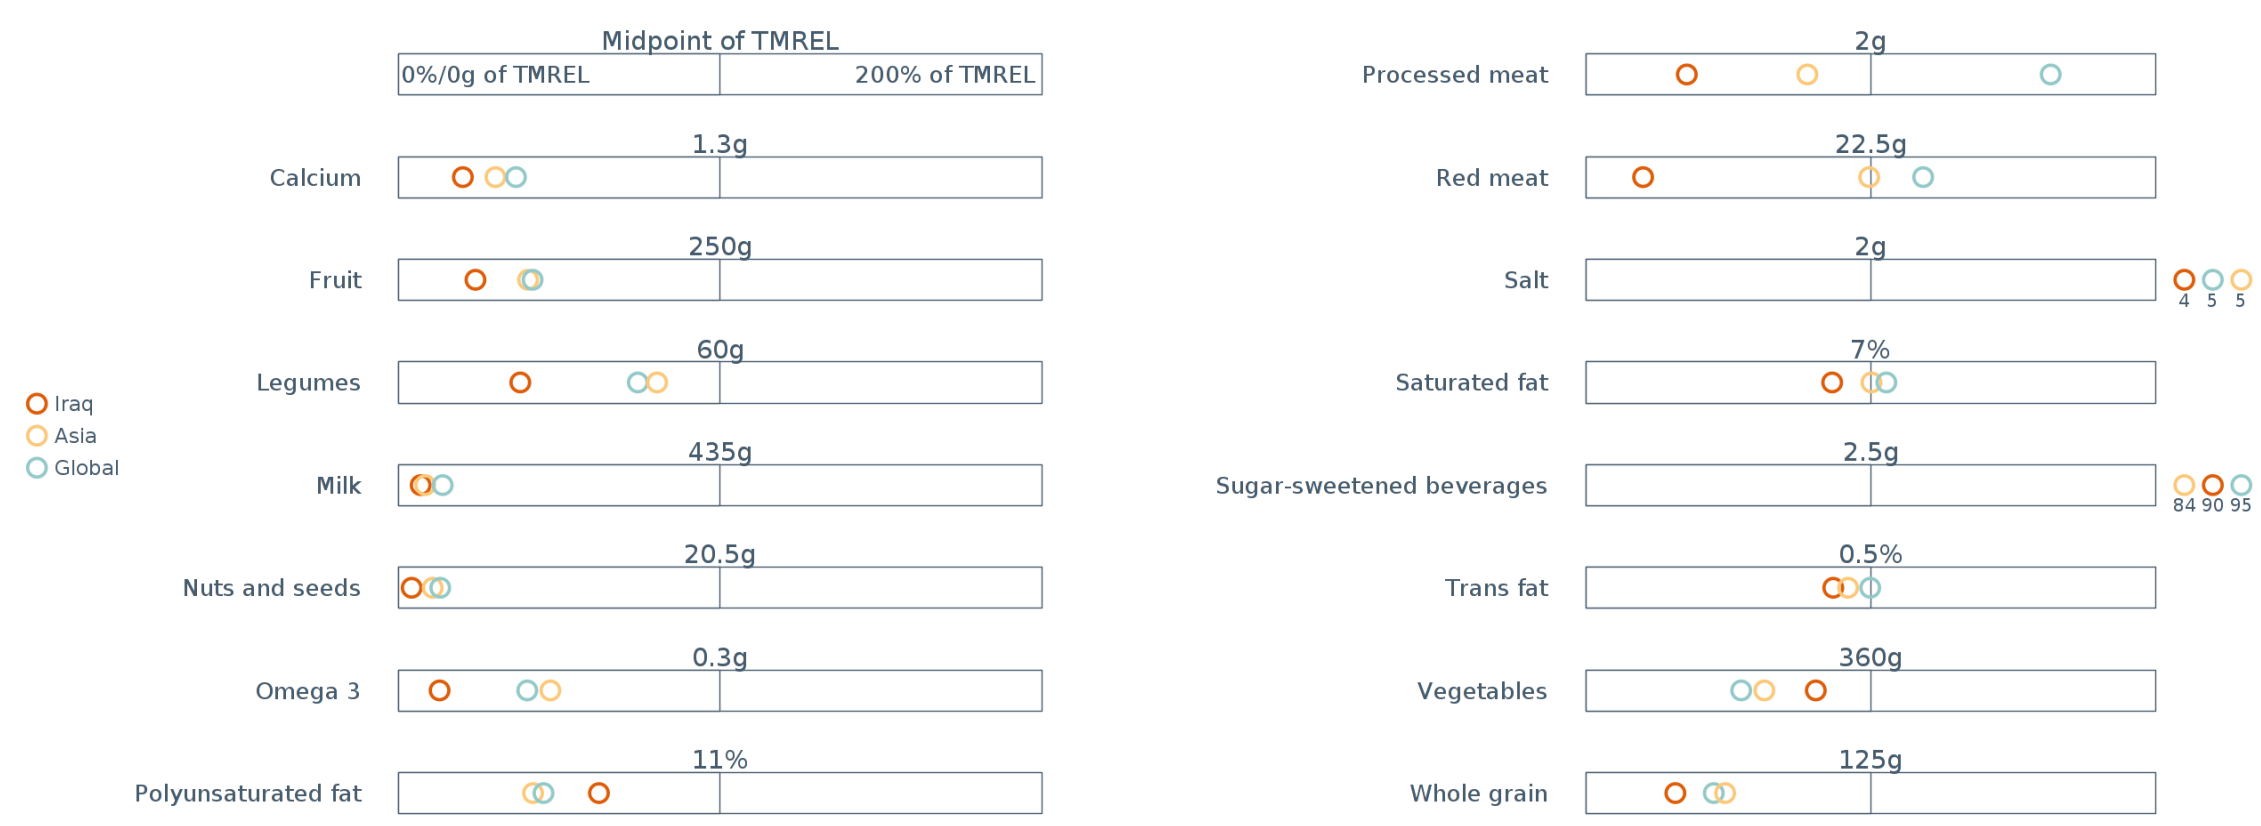 Midpoint of TMREL
0%/0g of TMREL 200% of TMREL
1.3g
Calcium
250g
Fruit
60g
Legumes
435g
Milk
20.5g
Nuts and seeds
0.3g
Omega 3
11%
Polyunsaturated fat
Iraq
Asia
Global
2g
Processed meat
22.5g
Red meat
2g
Salt
4 5 5
7%
Saturated fat
2.5g
Sugar-sweetened beverages
84 90 95
0.5%
Trans fat
360g
Vegetables
125g
Whole grain